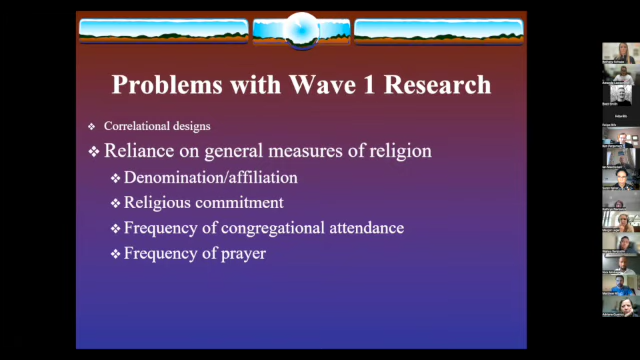 Problems with Wave 1 Research
Correlational designs
Reliance on general measures of religion
Denomination/affiliation
Religious commitment
Frequency of congregational attendance
Frequency of prayer